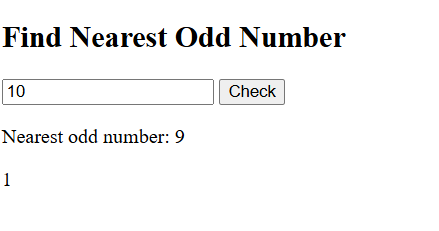 Find Nearest Odd Number
10 Check
Nearest odd number: 9
1